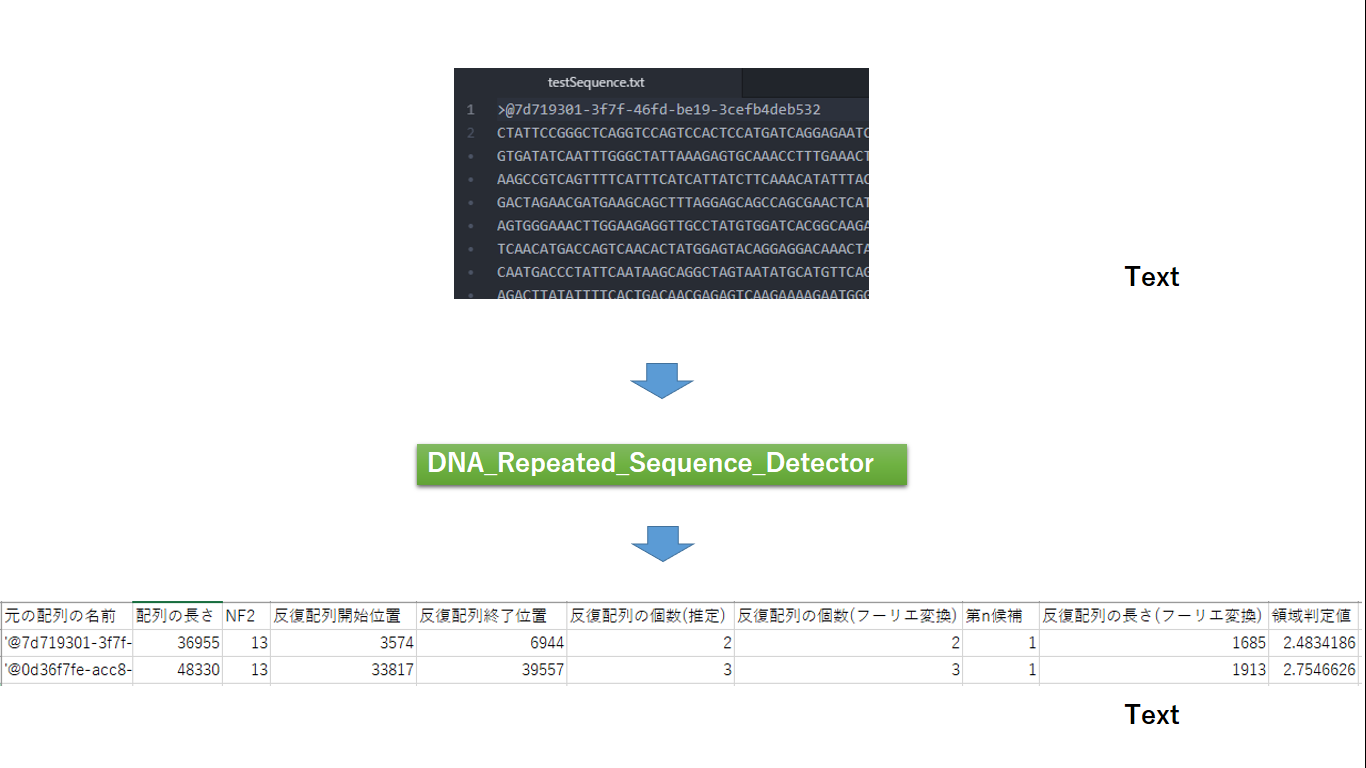 testSequence.txt
1 >@7d719301-3f7f-46fd-be19-3cefb4deb532
2 CTATTCCGGGCTCAGGTCCAGTCCACTCCATGATCAGGAGAATC
GTGATATCAATTTGGGCTATTAAAGAGTGCAAACCTTTGAAACT
AAGCCGTCAGTTTTCATTTCATCATTATCTTCAAACATATTTAC
GACTAGAACGATGAAGCAGCTTTAGGAGCAGCCAGCGAACTCAT
AGTGGGAAACTTGGAAGAGGTTGCCTATGTGGATCACGGCAAGA
TCAACATGACCAGTCAACACTATGGAGTACAGGAGGACAAACTA
CAATGACCCTATTCAATAAGCAGGCTAGTAATATGCATGTTCAG
AGACTTATATTTTCACTGACAACGAGAGTCAAGAAAAGAATGGG
Text
DNA_Repeated_Sequence_Detector
元の配列の名前 配列の長さ NF2 反復配列開始位置 反復配列終了位置 反復配列の個数(推定) 反復配列の個数(フーリエ変換) 第n候補 反復配列の長さ(フーリエ変換) 領域判定値
'@7d719301-3f7f- 36955 13 3574 6944 2 2 1 1685 2.4834186
'@0d36f7fe-acc8- 48330 13 33817 39557 3 3 1 1913 2.7546626
Text